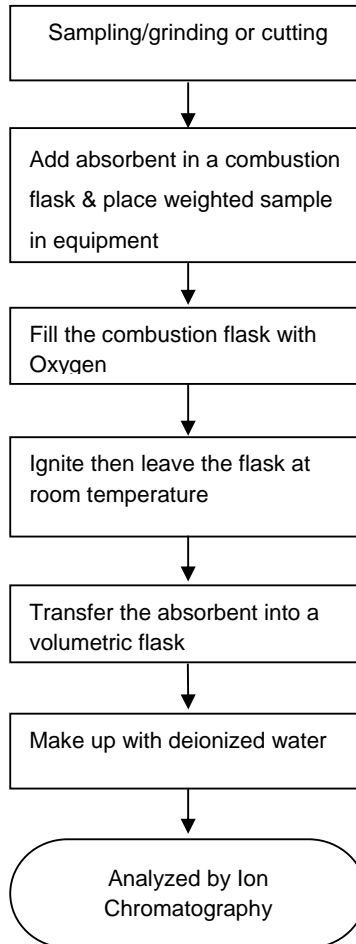 Sampling/grinding or cutting
Add absorbent in a combustion
flask & place weighted sample
in equipment
Fill the combustion flask with
Oxygen
Ignite then leave the flask at
room temperature
Transfer the absorbent into a
volumetric flask
Make up with deionized water
Analyzed by Ion
Chromatography